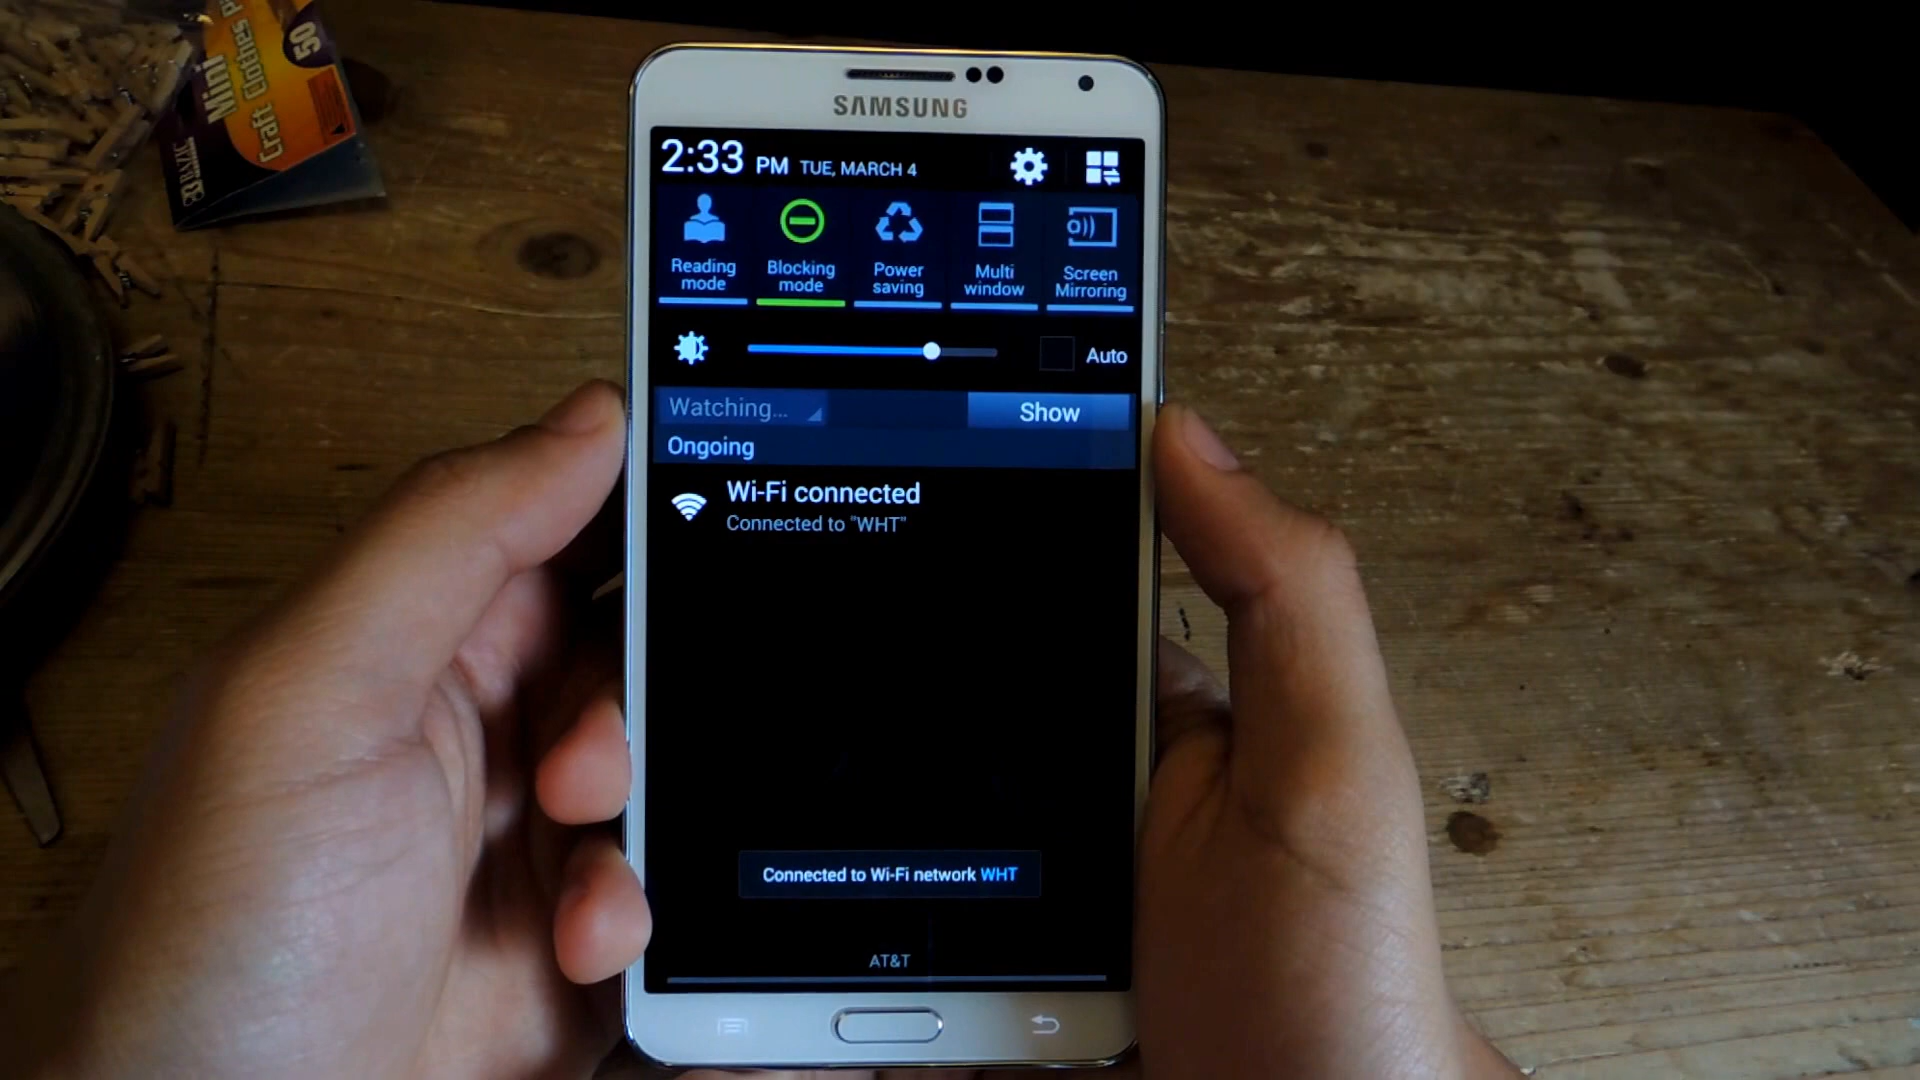 Mini
Craft Clothes P
50
BAZIC
SAMSUNG
2:33 PM TUE, MARCH 4
Reading mode
Blocking mode
Power saving
Multi window
Screen Mirroring
Auto
Watching...
Show
Ongoing
Wi-Fi connected
Connected to "WHT"
Connected to Wi-Fi network WHT
AT&T